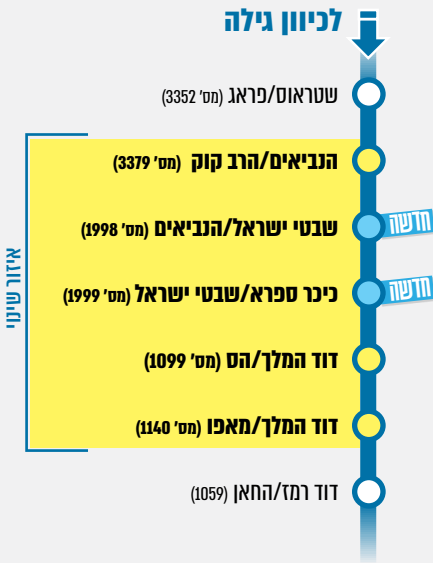 לכיוון גילה
שטראוס/פראג (מס' 3352)
הנביאים/הרב קוק (מס' 3379)
שבטי ישראל/הנביאים (מס' 1998)
חדשה
כיכר ספרא/שבטי ישראל (מס' 1999)
חדשה
דוד המלך/הס (מס' 1099)
דוד המלך/מאפו (מס' 1140)
דוד רמז/החאן (1059)
איזור שינוי